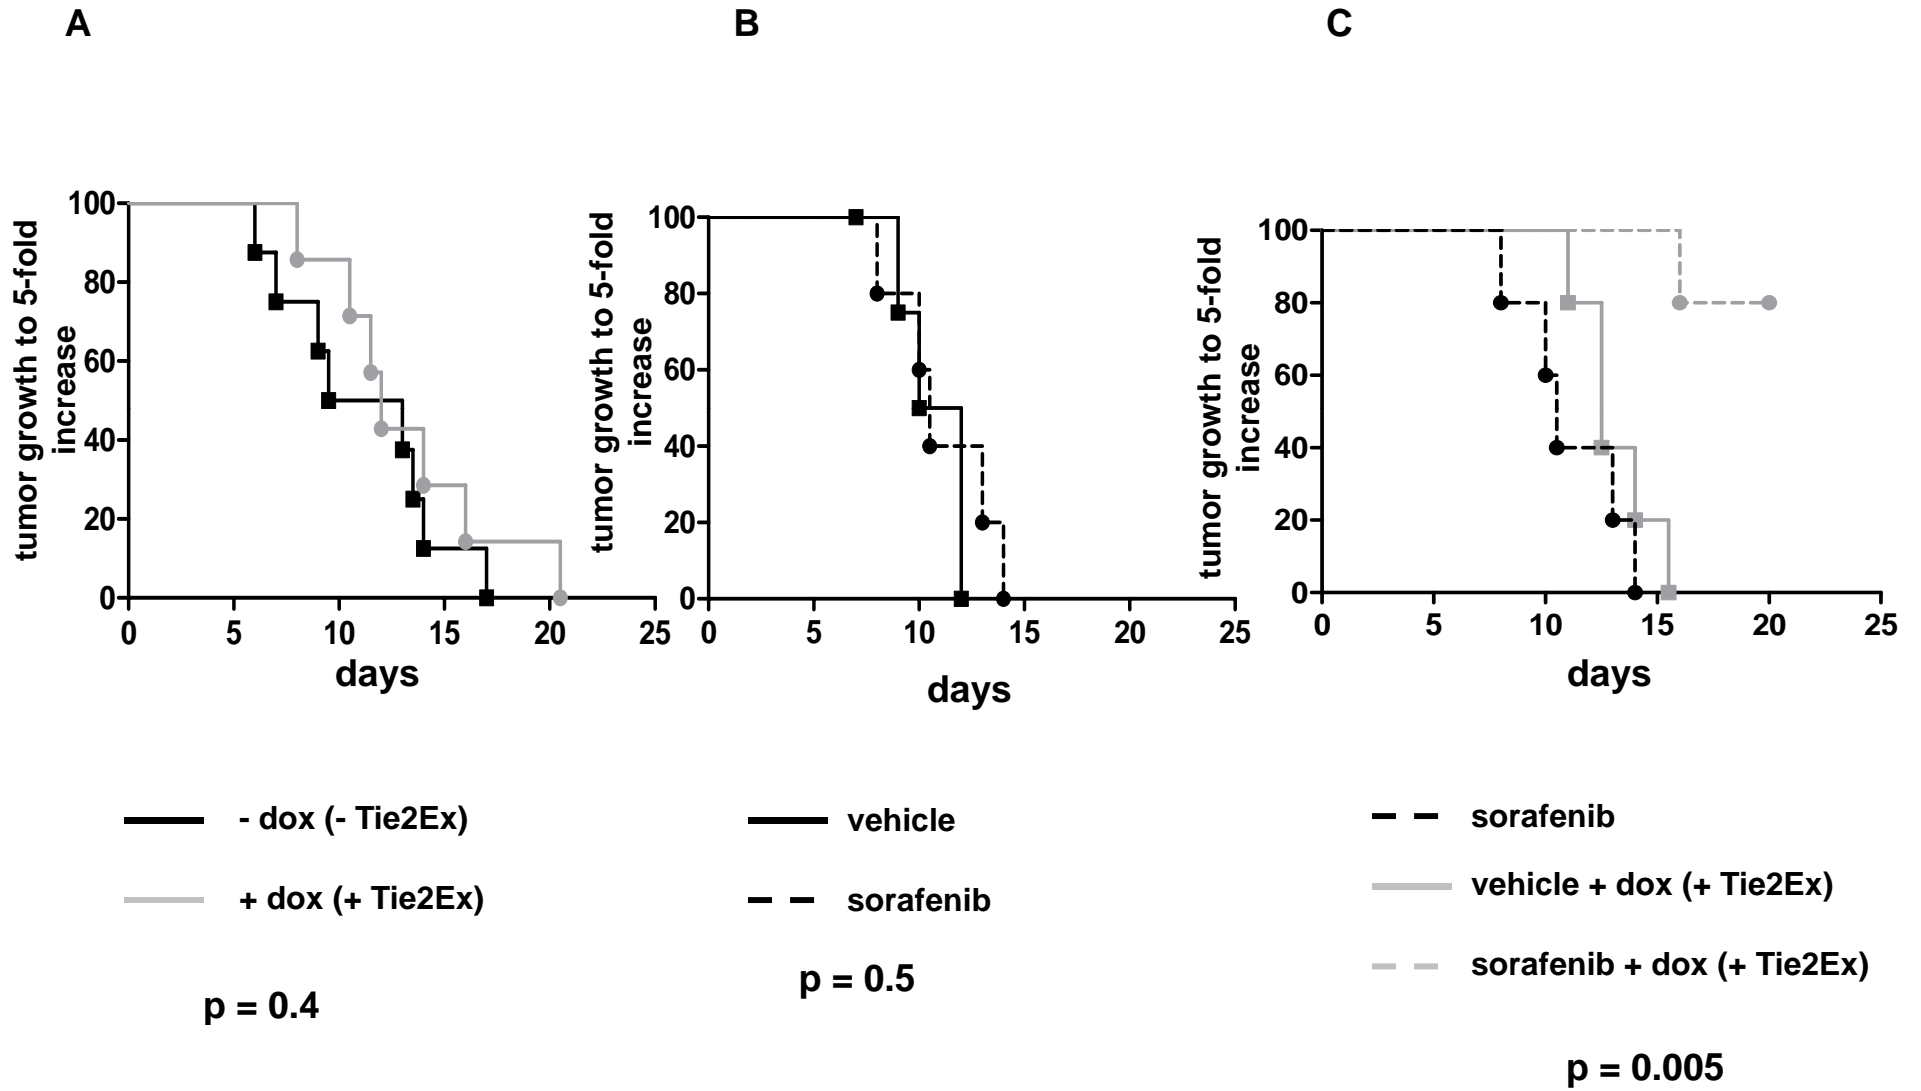 A
B
C
tumor growth to 5-fold
increase
100
80
60
40
20
0
0 5 10 15 20 25
days
tumor growth to 5-fold
increase
100
80
60
40
20
0
0 5 10 15 20 25
days
tumor growth to 5-fold
increase
100
80
60
40
20
0
0 5 10 15 20 25
days
- dox (- Tie2Ex)
+ dox (+ Tie2Ex)
p = 0.4
vehicle
sorafenib
p = 0.5
sorafenib
vehicle + dox (+ Tie2Ex)
sorafenib + dox (+ Tie2Ex)
p = 0.005